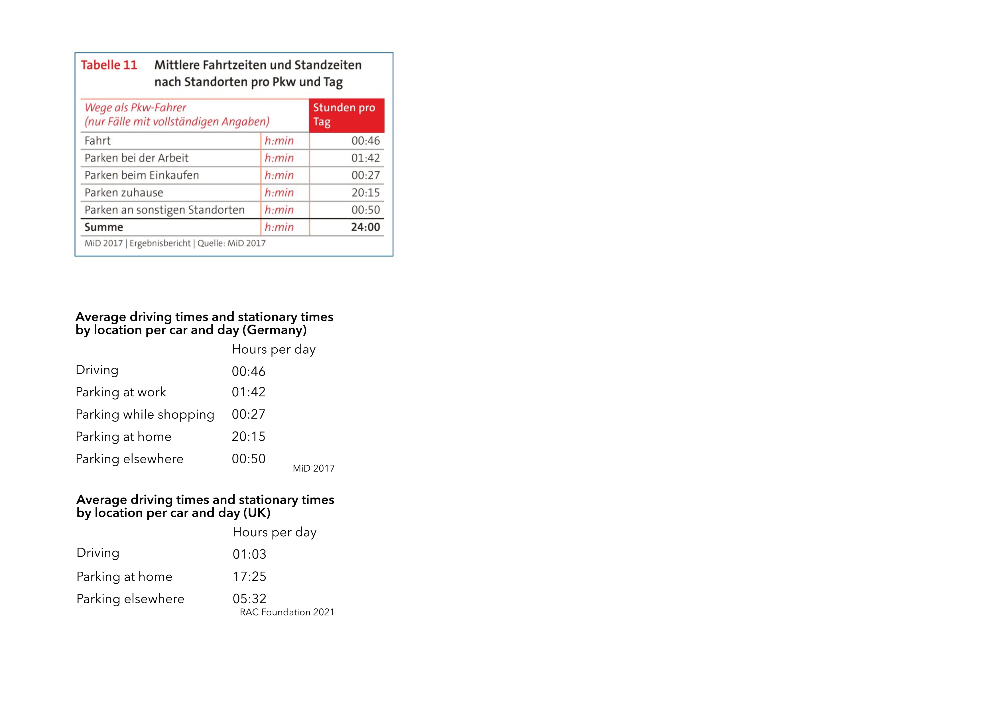 Tabelle 11 Mittlere Fahrtzeiten und Standzeiten
nach Standorten pro Pkw und Tag
Wege als Pkw-Fahrer
(nur Fälle mit vollständigen Angaben)
Stunden pro
Tag
Fahrt h:min 00:46
Parken bei der Arbeit h:min 01:42
Parken beim Einkaufen h:min 00:27
Parken zuhause h:min 20:15
Parken an sonstigen Standorten h:min 00:50
Summe h:min 24:00
MiD 2017 | Ergebnisbericht | Quelle: MiD 2017
Average driving times and stationary times
by location per car and day (Germany)
Hours per day
Driving 00:46
Parking at work 01:42
Parking while shopping 00:27
Parking at home 20:15
Parking elsewhere 00:50
MiD 2017
Average driving times and stationary times
by location per car and day (UK)
Hours per day
Driving 01:03
Parking at home 17:25
Parking elsewhere 05:32
RAC Foundation 2021